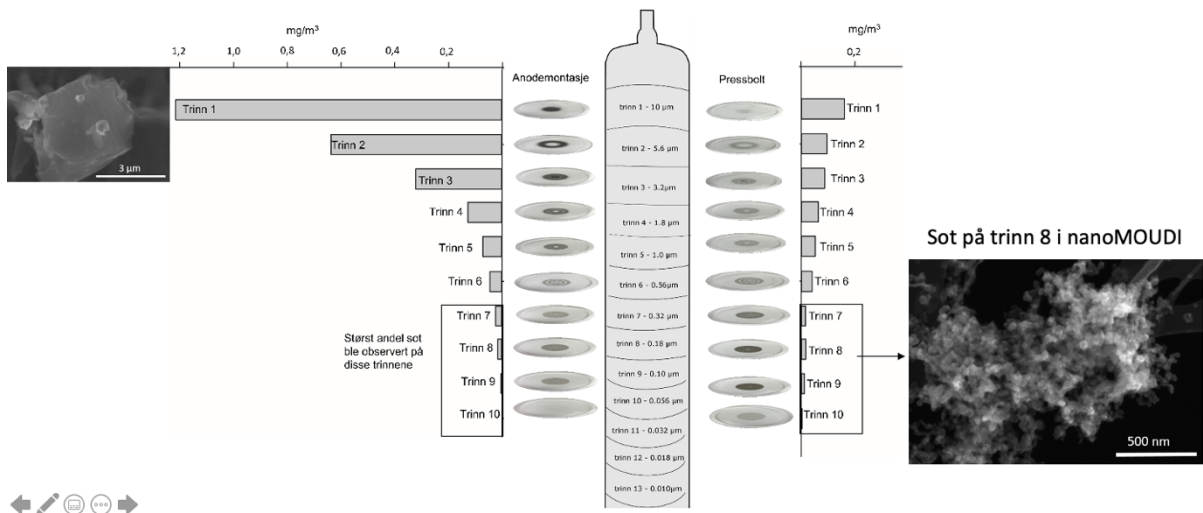 mg/m³
1,2 1,0 0,8 0,6 0,4 0,2
Anodemontasje
Trinn 1
Trinn 2
Trinn 3
Trinn 4
Trinn 5
Trinn 6
Trinn 7
Trinn 8
Trinn 9
Trinn 10
3 µm
Størst andel sot
ble observert på
disse trinnene
trinn 1 - 10 µm
trinn 2 - 5.6 µm
trinn 3 - 3.2µm
trinn 4 - 1.8 µm
trinn 5 - 1.0 µm
trinn 6 - 0.56µm
trinn 7 - 0.32 µm
trinn 8 - 0.18 µm
trinn 9 - 0.10 µm
trinn 10 - 0.056 µm
trinn 11 - 0.032 µm
trinn 12 - 0.018 µm
trinn 13 - 0.010µm
mg/m³
0,2
Pressbolt
Trinn 1
Trinn 2
Trinn 3
Trinn 4
Trinn 5
Trinn 6
Trinn 7
Trinn 8
Trinn 9
Trinn 10
Sot på trinn 8 i nanoMOUDI
500 nm